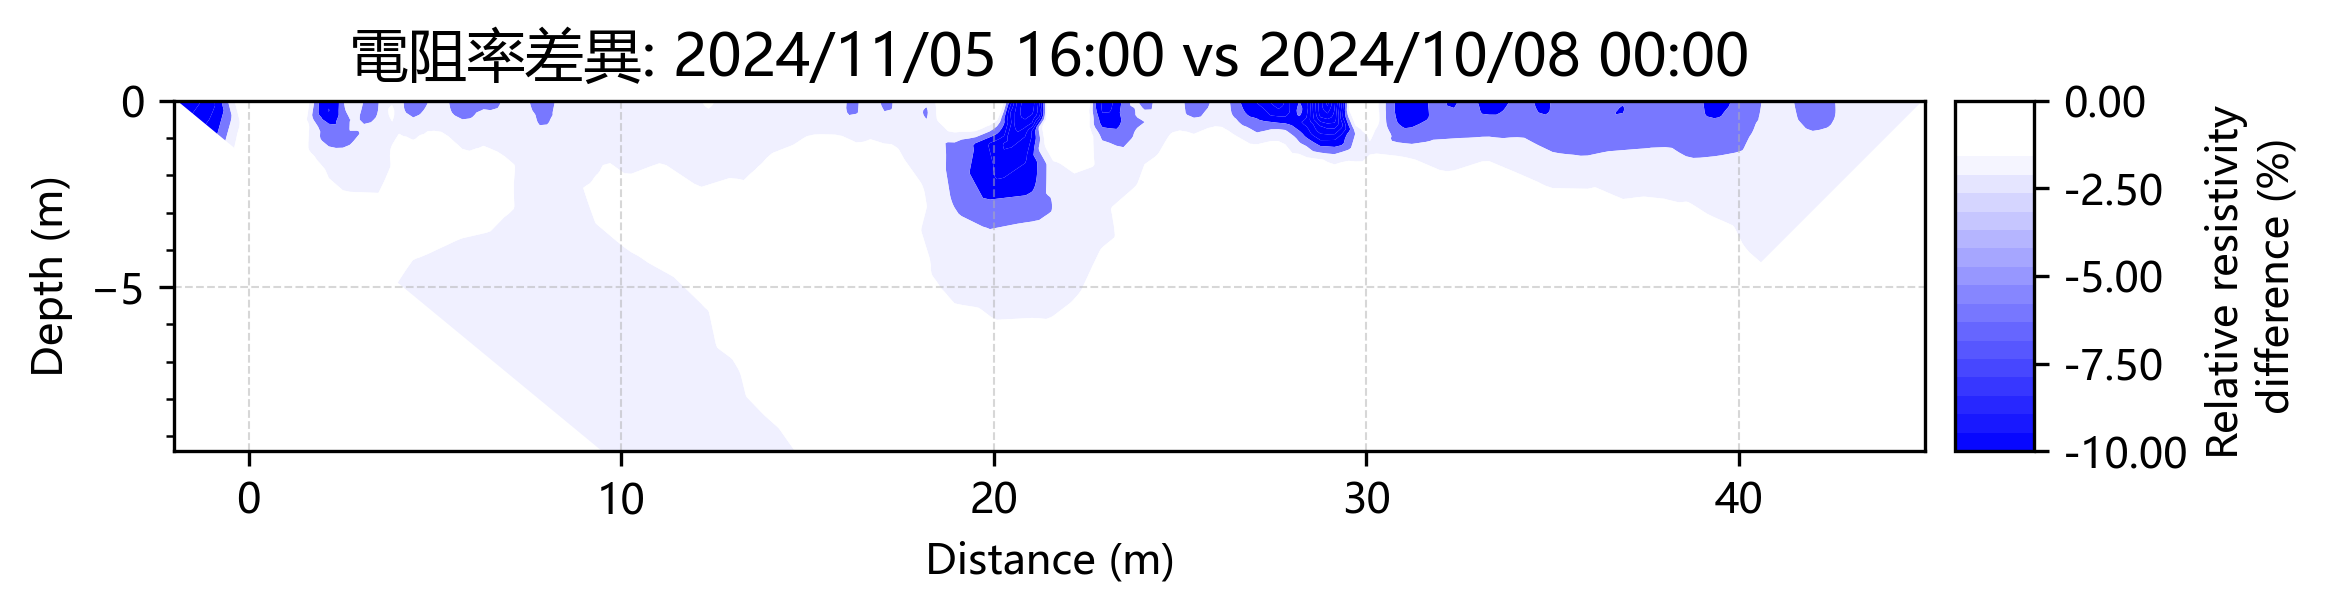 電阻率差異: 2024/11/05 16:00 vs 2024/10/08 00:00
0
−5
Depth (m)
0 10 20 30 40
Distance (m)
0.00
-2.50
-5.00
-7.50
-10.00
Relative resistivity
difference (%)